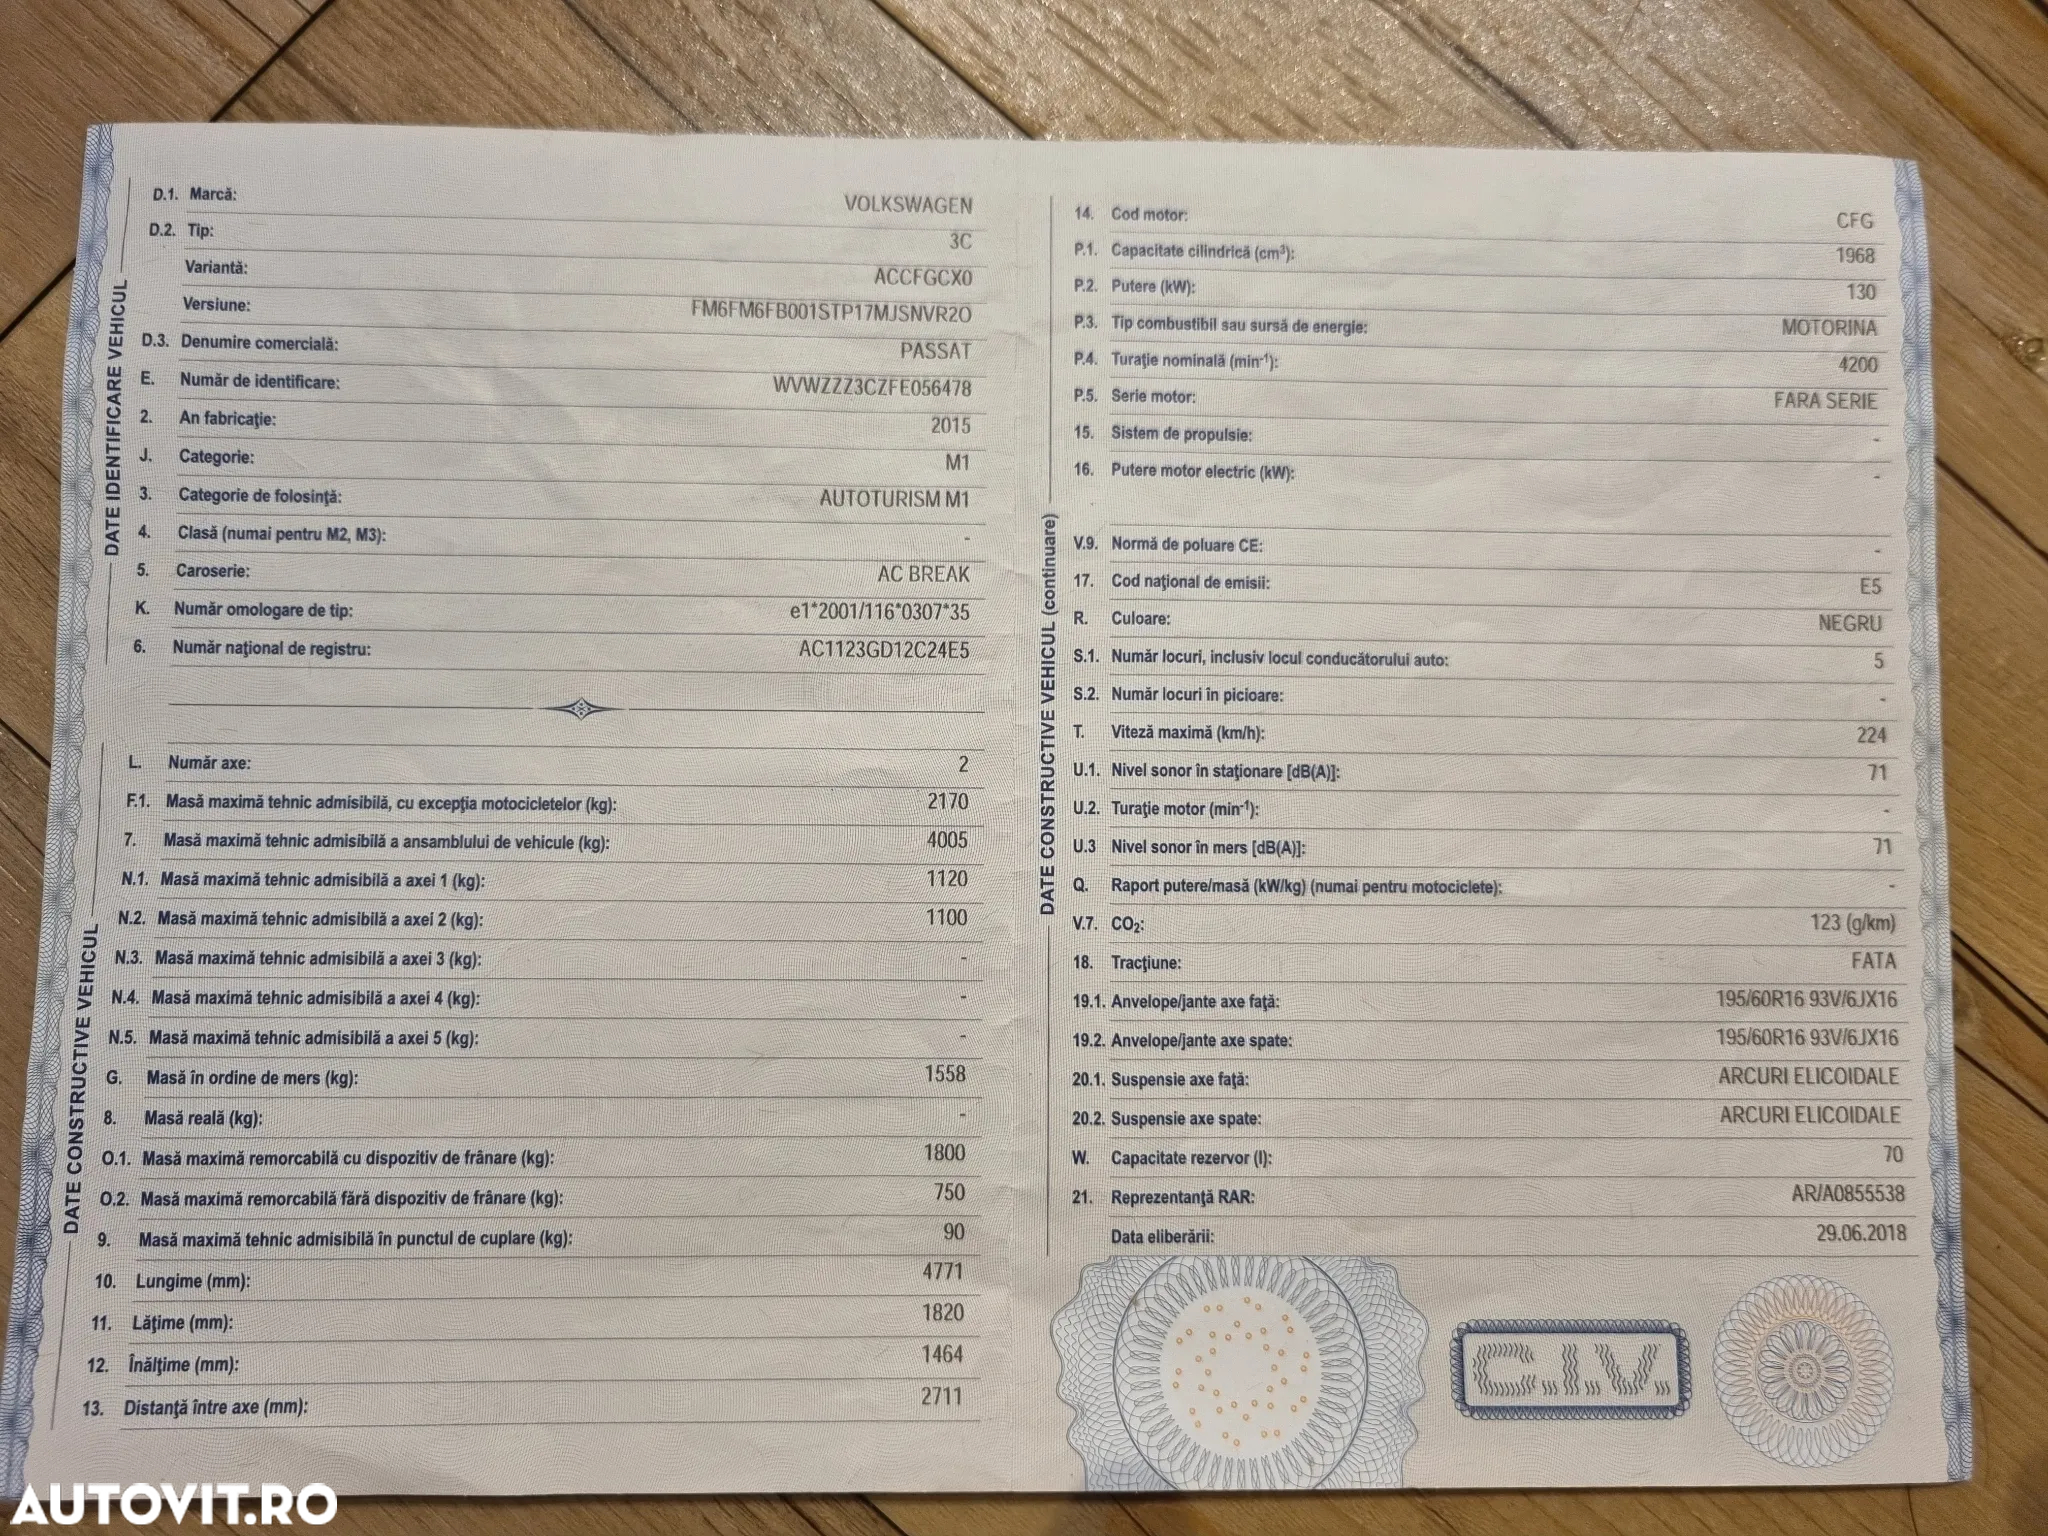 DATE IDENTIFICARE VEHICUL
D.1. Marcă: VOLKSWAGEN
D.2. Tip: 3C
Variantă: ACCFGCX0
Versiune: FM6FM6FB001STP17MJSNVR2O
D.3. Denumire comercială: PASSAT
E. Număr de identificare: WVWZZZ3CZFE056478
2. An fabricaţie: 2015
J. Categorie: M1
3. Categorie de folosinţă: AUTOTURISM M1
4. Clasă (numai pentru M2, M3): -
5. Caroserie: AC BREAK
K. Număr omologare de tip: e1*2001/116*0307*35
6. Număr naţional de registru: AC1123GD12C24E5
DATE CONSTRUCTIVE VEHICUL
L. Număr axe: 2
F.1. Masă maximă tehnic admisibilă, cu excepţia motocicletelor (kg): 2170
7. Masă maximă tehnic admisibilă a ansamblului de vehicule (kg): 4005
N.1. Masă maximă tehnic admisibilă a axei 1 (kg): 1120
N.2. Masă maximă tehnic admisibilă a axei 2 (kg): 1100
N.3. Masă maximă tehnic admisibilă a axei 3 (kg): -
N.4. Masă maximă tehnic admisibilă a axei 4 (kg): -
N.5. Masă maximă tehnic admisibilă a axei 5 (kg): -
G. Masă în ordine de mers (kg): 1558
8. Masă reală (kg): -
O.1. Masă maximă remorcabilă cu dispozitiv de frânare (kg): 1800
O.2. Masă maximă remorcabilă fără dispozitiv de frânare (kg): 750
9. Masă maximă tehnic admisibilă în punctul de cuplare (kg): 90
10. Lungime (mm): 4771
11. Lăţime (mm): 1820
12. Înălţime (mm): 1464
13. Distanţă între axe (mm): 2711
DATE CONSTRUCTIVE VEHICUL (continuare)
14. Cod motor: CFG
P.1. Capacitate cilindrică (cm³): 1968
P.2. Putere (kW): 130
P.3. Tip combustibil sau sursă de energie: MOTORINA
P.4. Turaţie nominală (min⁻¹): 4200
P.5. Serie motor: FARA SERIE
15. Sistem de propulsie: -
16. Putere motor electric (kW): -
V.9. Normă de poluare CE: -
17. Cod naţional de emisii: E5
R. Culoare: NEGRU
S.1. Număr locuri, inclusiv locul conducătorului auto: 5
S.2. Număr locuri în picioare: -
T. Viteză maximă (km/h): 224
U.1. Nivel sonor în staţionare [dB(A)]: 71
U.2. Turaţie motor (min⁻¹): -
U.3 Nivel sonor în mers [dB(A)]: 71
Q. Raport putere/masă (kW/kg) (numai pentru motociclete): -
V.7. CO₂: 123 (g/km)
18. Tracţiune: FATA
19.1. Anvelope/jante axe faţă: 195/60R16 93V/6JX16
19.2. Anvelope/jante axe spate: 195/60R16 93V/6JX16
20.1. Suspensie axe faţă: ARCURI ELICOIDALE
20.2. Suspensie axe spate: ARCURI ELICOIDALE
W. Capacitate rezervor (l): 70
21. Reprezentanţă RAR: AR/A0855538
Data eliberării: 29.06.2018
C.I.V.
AUTOVIT.RO